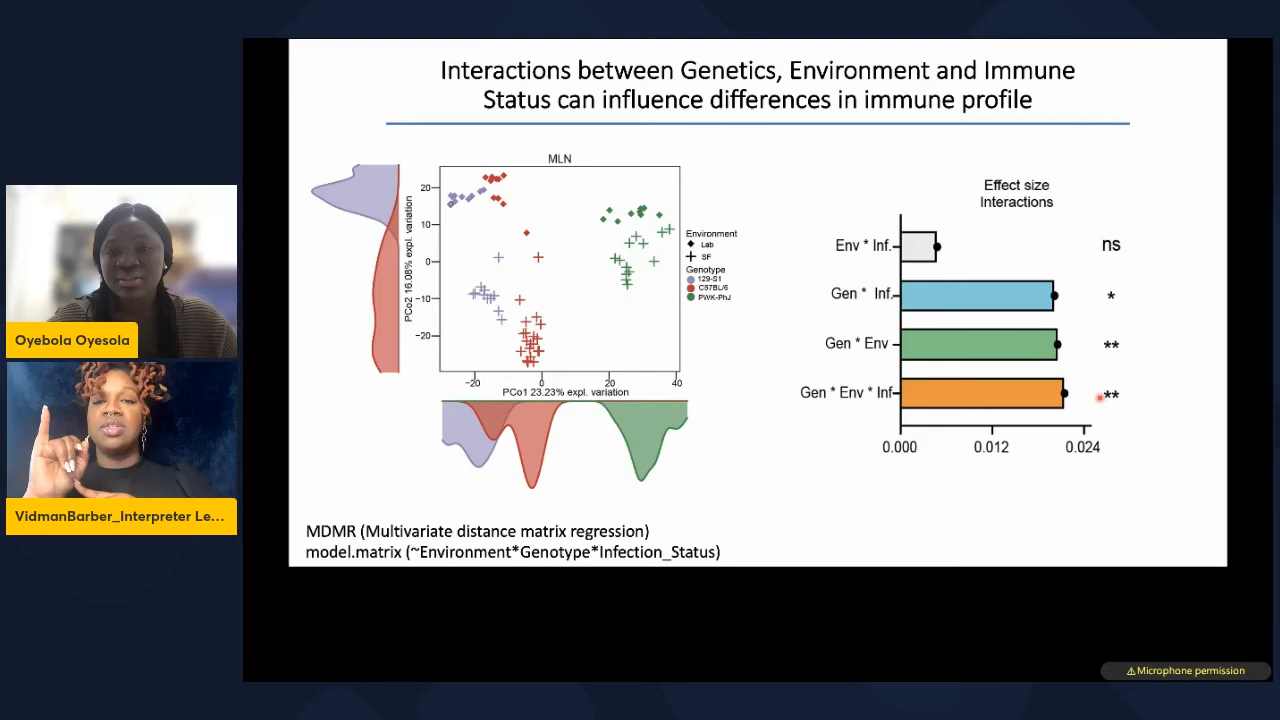 Interactions between Genetics, Environment and Immune
Status can influence differences in immune profile
MLN
20
10
0
−10
−20
PCo2 16.08% expl. variation
−20
0
20
40
PCo1 23.23% expl. variation
Environment
Lab
SF
Genotype
129-S1
C57BL/6
PWK-PhJ
Effect size
Interactions
Env * Inf.
ns
Gen * Inf.
*
Gen * Env
**
Gen * Env * Inf
**
0.000
0.012
0.024
MDMR (Multivariate distance matrix regression)
model.matrix (~Environment*Genotype*Infection_Status)
Oyebola Oyesola
VidmanBarber_Interpreter Le...
Microphone permission